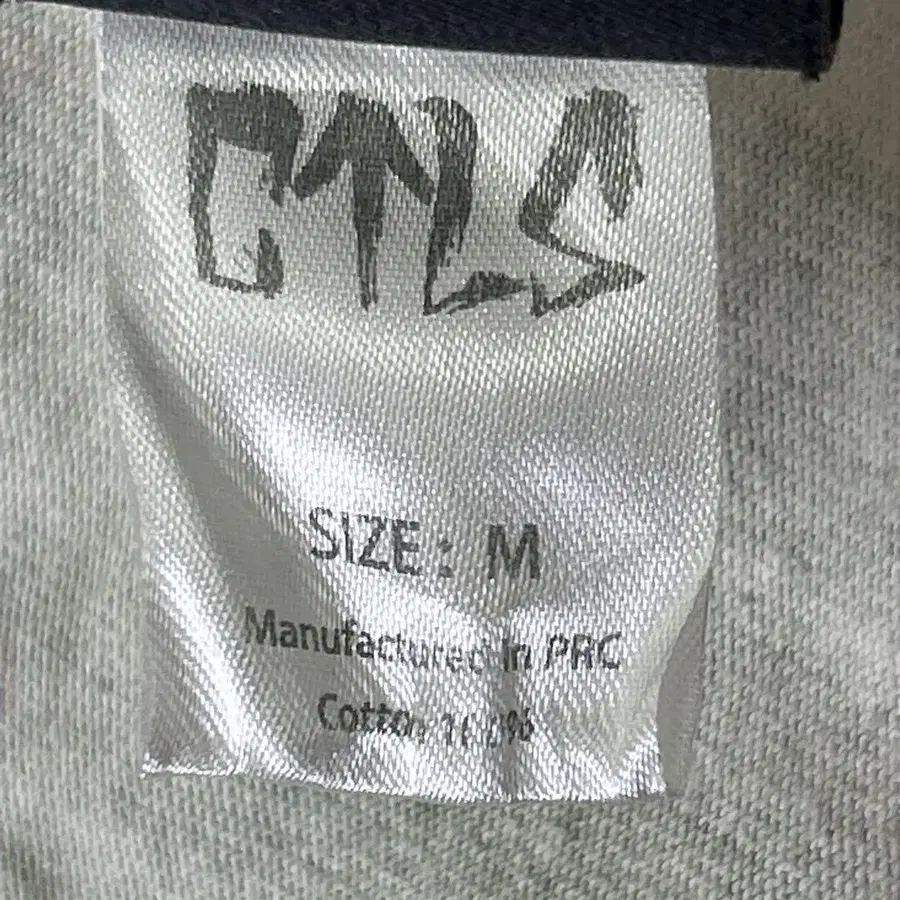 CTLS
SIZE: M
Manufactured in PRC
Cotton 100%